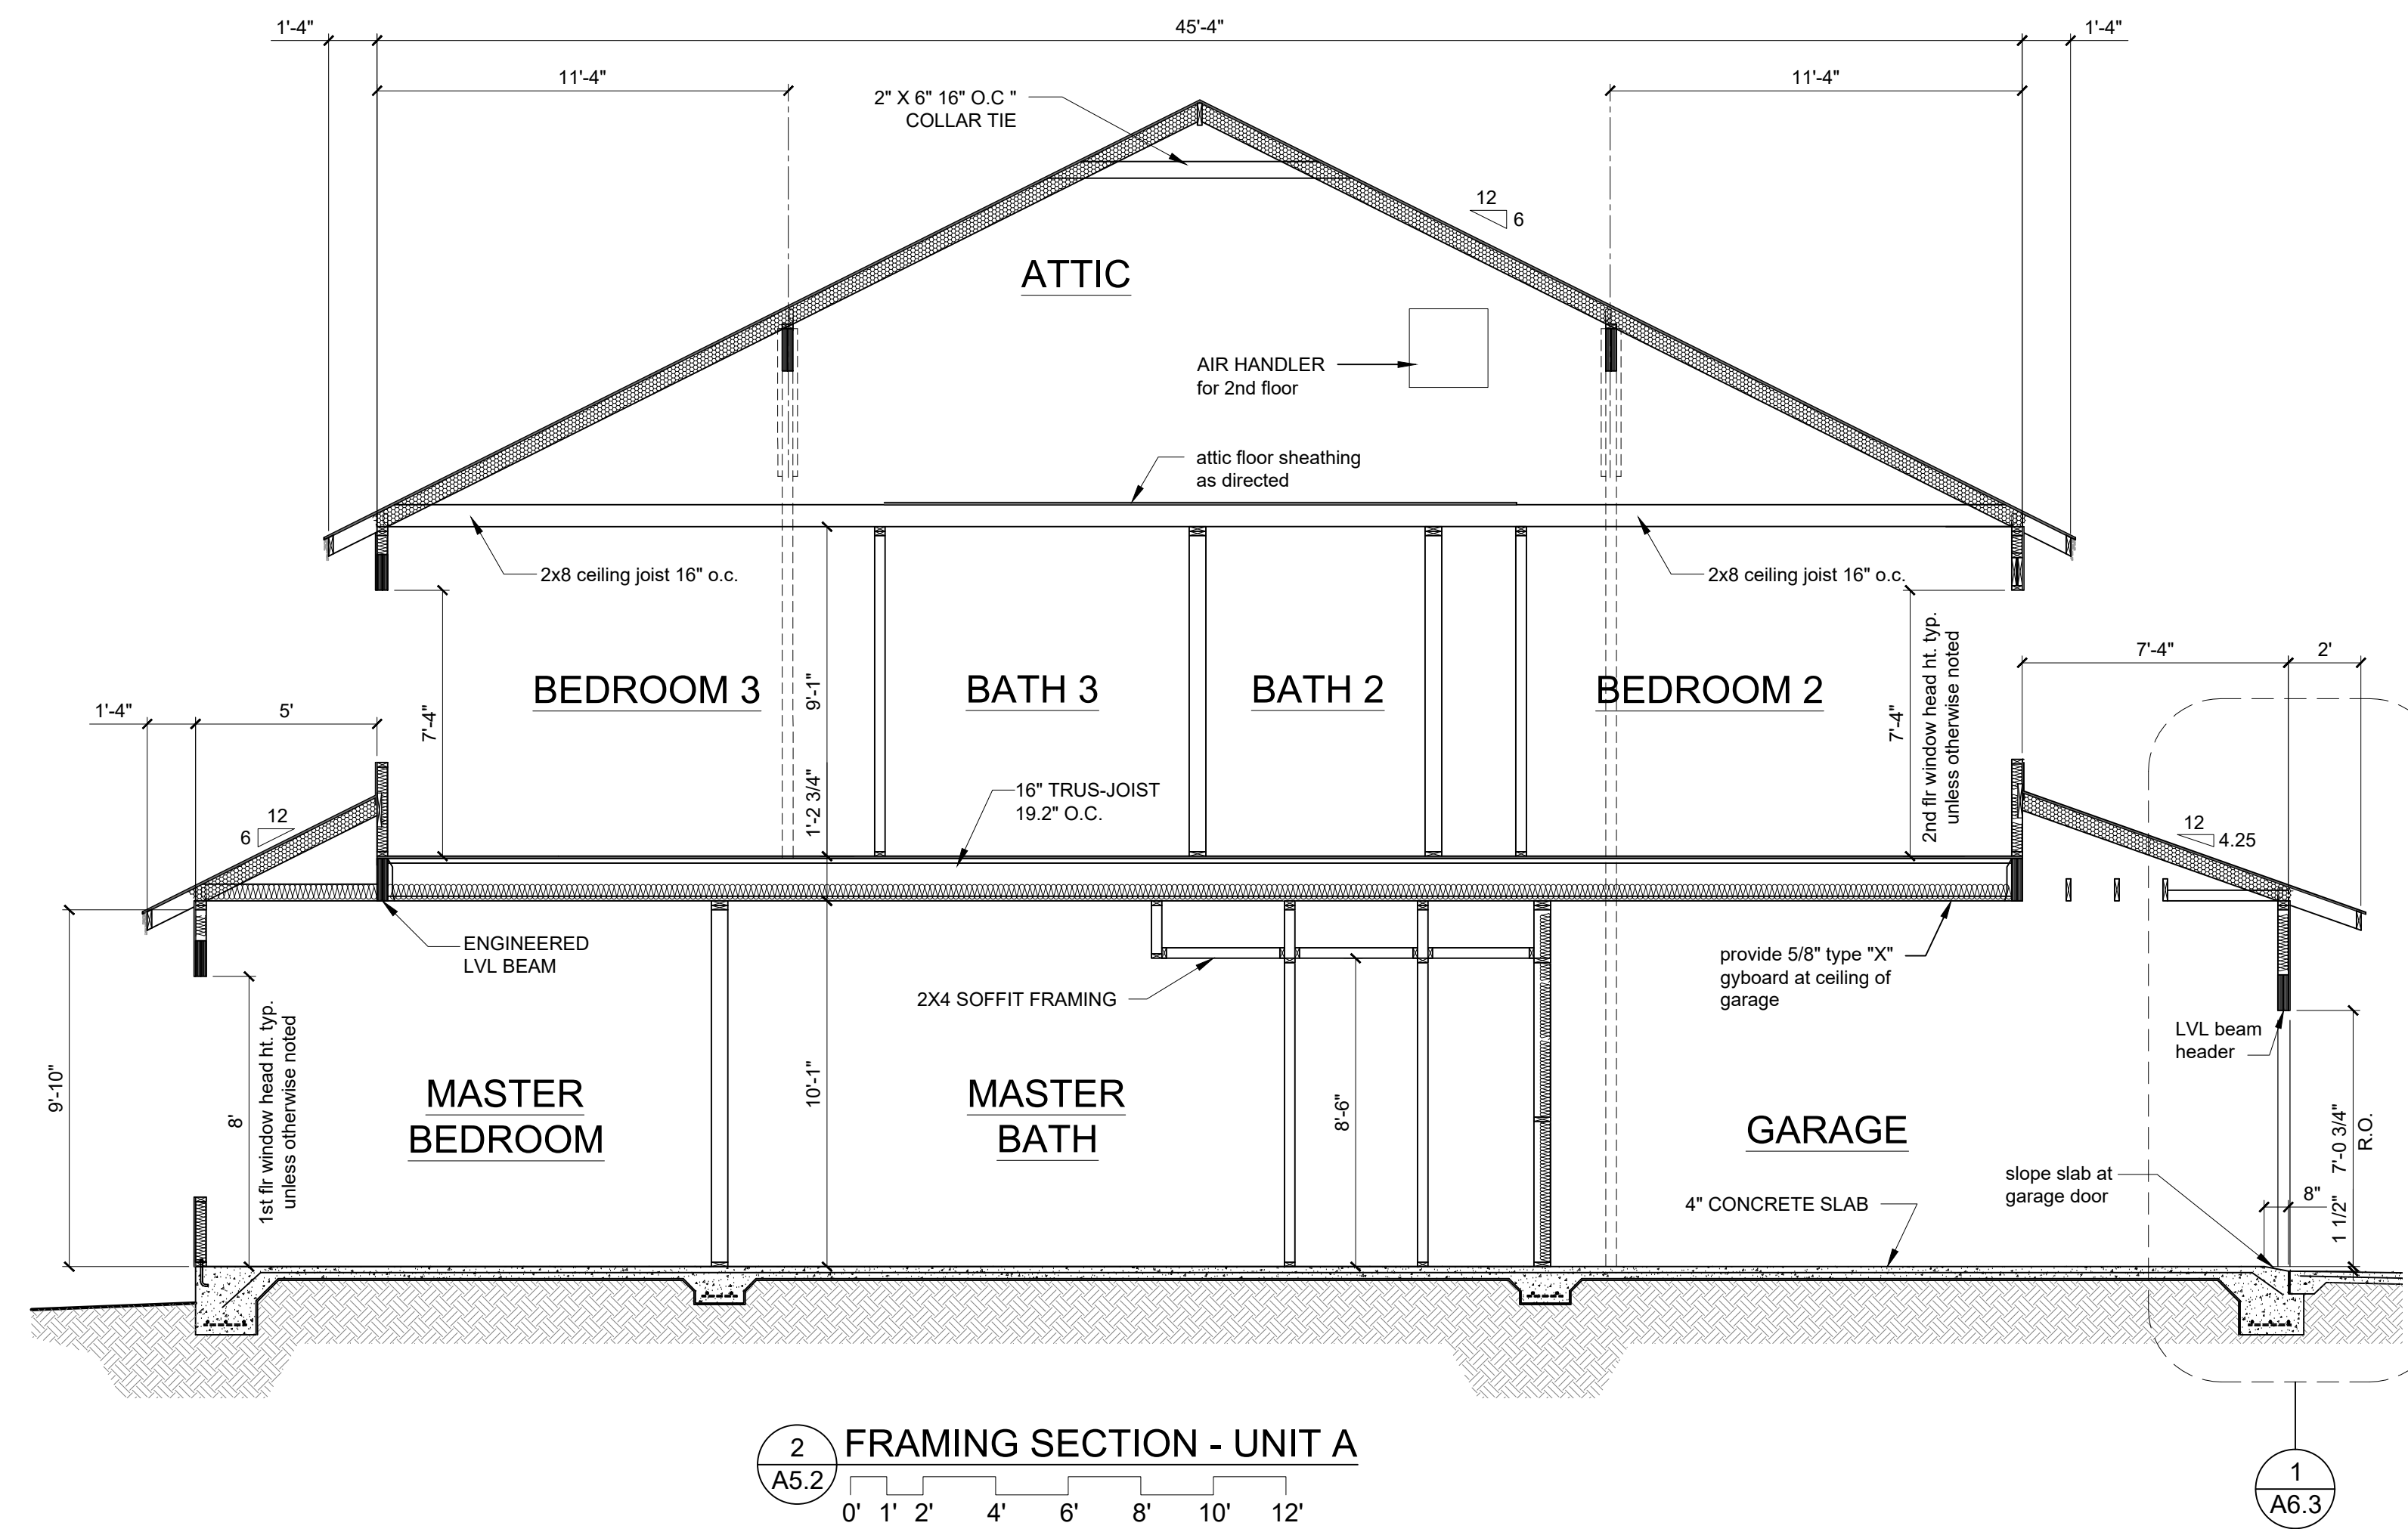 1'-4"
45'-4"
1'-4"
11'-4"
11'-4"
2" X 6" 16" O.C "
COLLAR TIE
12
6
ATTIC
AIR HANDLER
for 2nd floor
attic floor sheathing
as directed
2x8 ceiling joist 16" o.c.
2x8 ceiling joist 16" o.c.
BEDROOM 3
BATH 3
BATH 2
BEDROOM 2
7'-4"
9'-1"
1'-2 3/4"
7'-4"
2nd flr window head ht. typ.
unless otherwise noted
7'-4"
2'
1'-4"
5'
12
6
16" TRUS-JOIST
19.2" O.C.
12
4.25
ENGINEERED
LVL BEAM
2X4 SOFFIT FRAMING
provide 5/8" type "X"
gyboard at ceiling of
garage
LVL beam
header
9'-10"
8'
1st flr window head ht. typ.
unless otherwise noted
MASTER
BEDROOM
10'-1"
MASTER
BATH
8'-6"
GARAGE
4" CONCRETE SLAB
slope slab at
garage door
8"
1 1/2"
7'-0 3/4"
R.O.
2
A5.2
FRAMING SECTION - UNIT A
0' 1' 2' 4' 6' 8' 10' 12'
1
A6.3